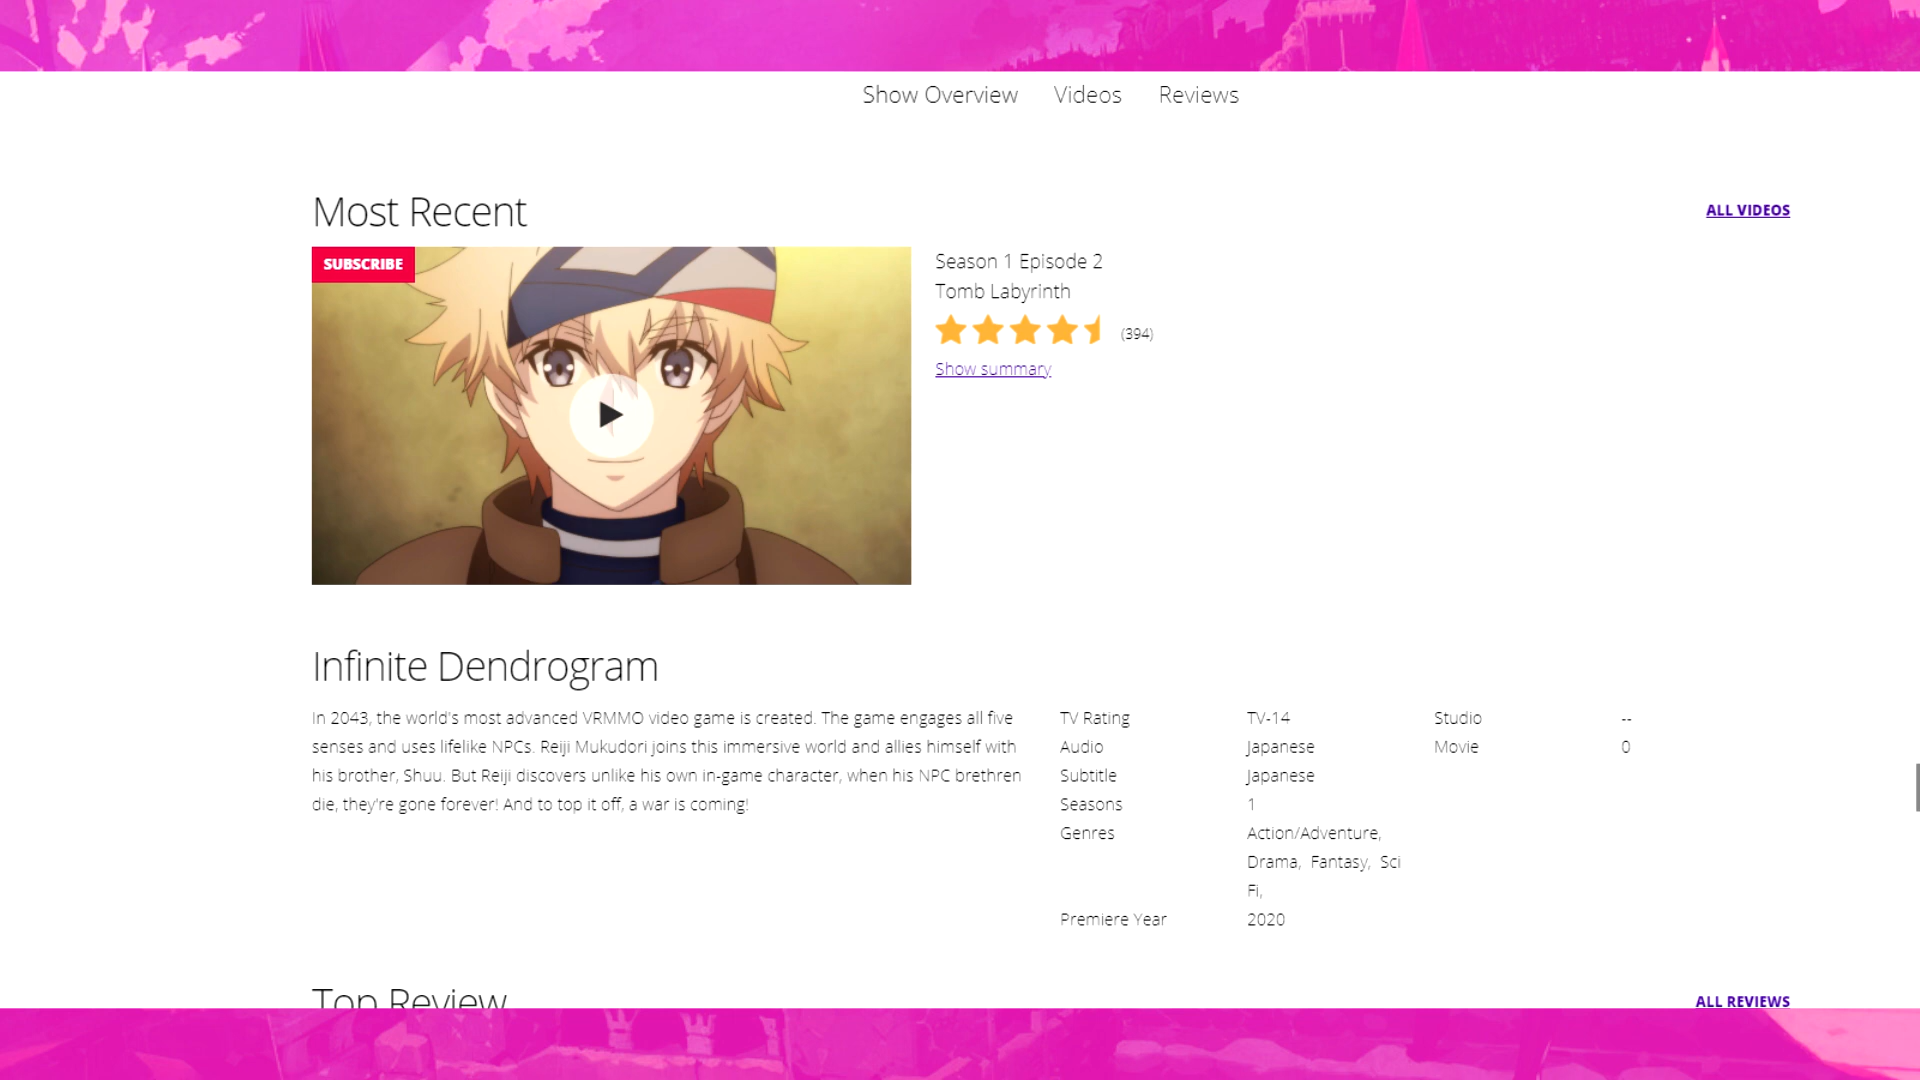 Show Overview Videos Reviews
Most Recent
ALL VIDEOS
SUBSCRIBE
Season 1 Episode 2
Tomb Labyrinth
(394)
Show summary
Infinite Dendrogram
In 2043, the world's most advanced VRMMO video game is created. The game engages all five
senses and uses lifelike NPCs. Reiji Mukudori joins this immersive world and allies himself with
his brother, Shuu. But Reiji discovers unlike his own in-game character, when his NPC brethren
die, they're gone forever! And to top it off, a war is coming!
TV Rating TV-14 Studio --
Audio Japanese Movie 0
Subtitle Japanese
Seasons 1
Genres Action/Adventure,
Drama, Fantasy, Sci
Fi,
Premiere Year 2020
Top Review
ALL REVIEWS